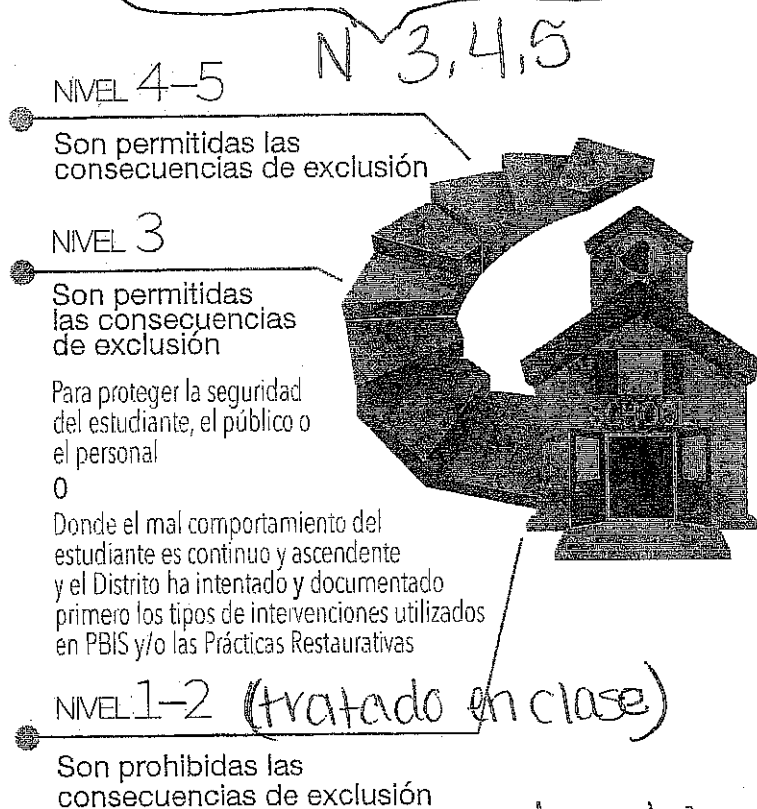 N 3,4,5
NIVEL 4-5
Son permitidas las
consecuencias de exclusión
NIVEL 3
Son permitidas
las consecuencias
de exclusión
Para proteger la seguridad
del estudiante, el público o
el personal
O
Donde el mal comportamiento del
estudiante es continuo y ascendente
y el Distrito ha intentado y documentado
primero los tipos de intervenciones utilizados
en PBIS y/o las Prácticas Restaurativas
NIVEL 1-2 (tratado en clase)
Son prohibidas las
consecuencias de exclusión